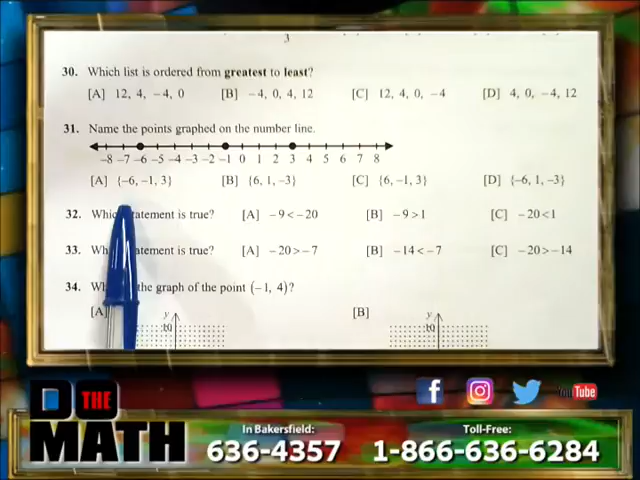 3
30. Which list is ordered from greatest to least?
[A] 12, 4, −4, 0 [B] −4, 0, 4, 12 [C] 12, 4, 0, −4 [D] 4, 0, −4, 12
31. Name the points graphed on the number line.
−8 −7 −6 −5 −4 −3 −2 −1 0 1 2 3 4 5 6 7 8
[A] {−6, −1, 3} [B] {6, 1, −3} [C] {6, −1, 3} [D] {−6, 1, −3}
32. Which statement is true? [A] −9 < −20 [B] −9 > 1 [C] −20 < 1
33. Which statement is true? [A] −20 > −7 [B] −14 < −7 [C] −20 > −14
34. the graph of the point (−1, 4)?
[A] [B]
y y
10 10
DO THE MATH
f YouTube
In Bakersfield: Toll-Free:
636-4357 1-866-636-6284